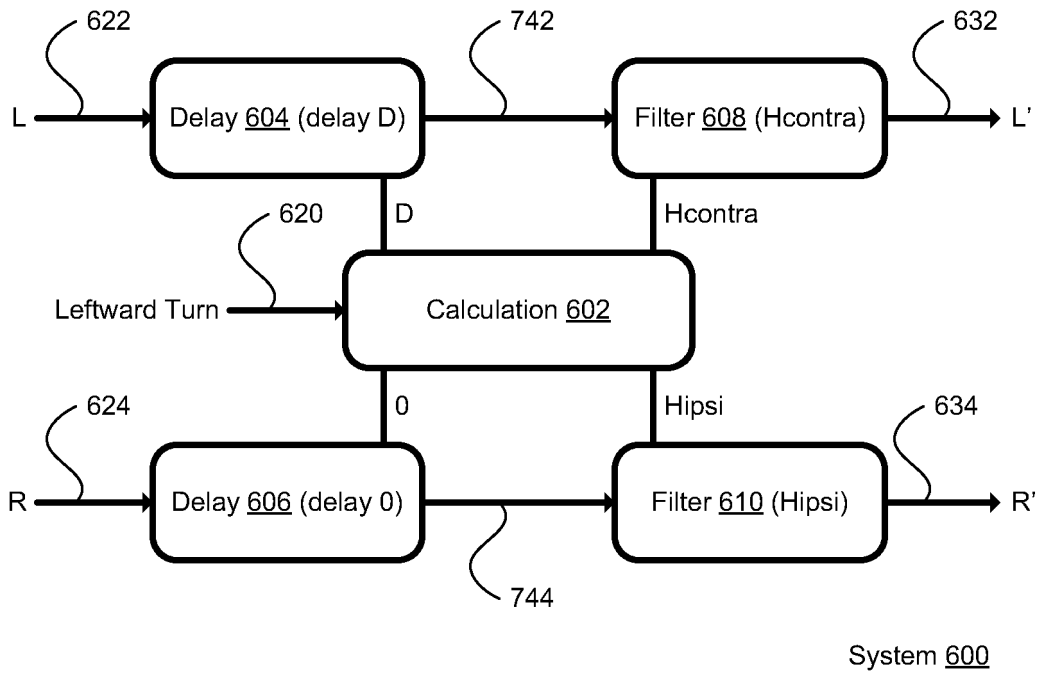 622 742 632
L Delay 604 (delay D) Filter 608 (Hcontra) L’
620 D Hcontra
Leftward Turn Calculation 602
624 0 Hipsi 634
R Delay 606 (delay 0) Filter 610 (Hipsi) R’
744
System 600